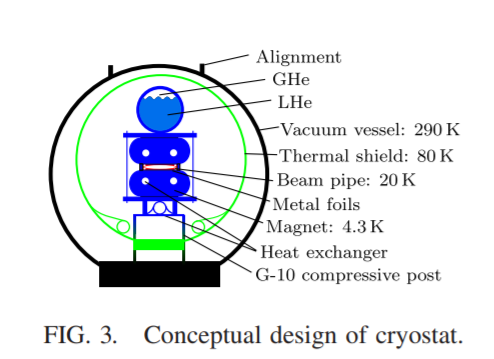 Alignment
GHe
LHe
Vacuum vessel: 290 K
Thermal shield: 80 K
Beam pipe: 20 K
Metal foils
Magnet: 4.3 K
Heat exchanger
G-10 compressive post
FIG. 3. Conceptual design of cryostat.